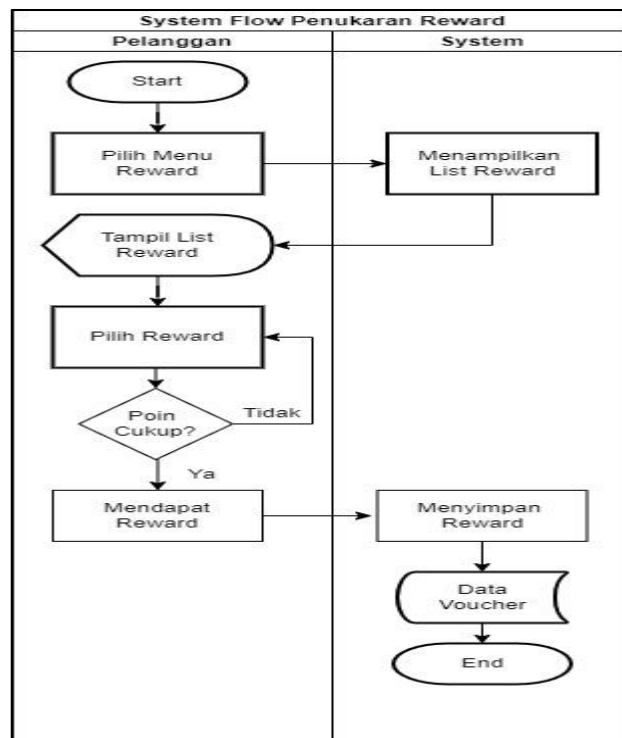 System Flow Penukaran Reward
Pelanggan
System
Start
Pilih Menu
Reward
Menampilkan
List Reward
Tampil List
Reward
Pilih Reward
Poin
Cukup?
Tidak
Ya
Mendapat
Reward
Menyimpan
Reward
Data
Voucher
End